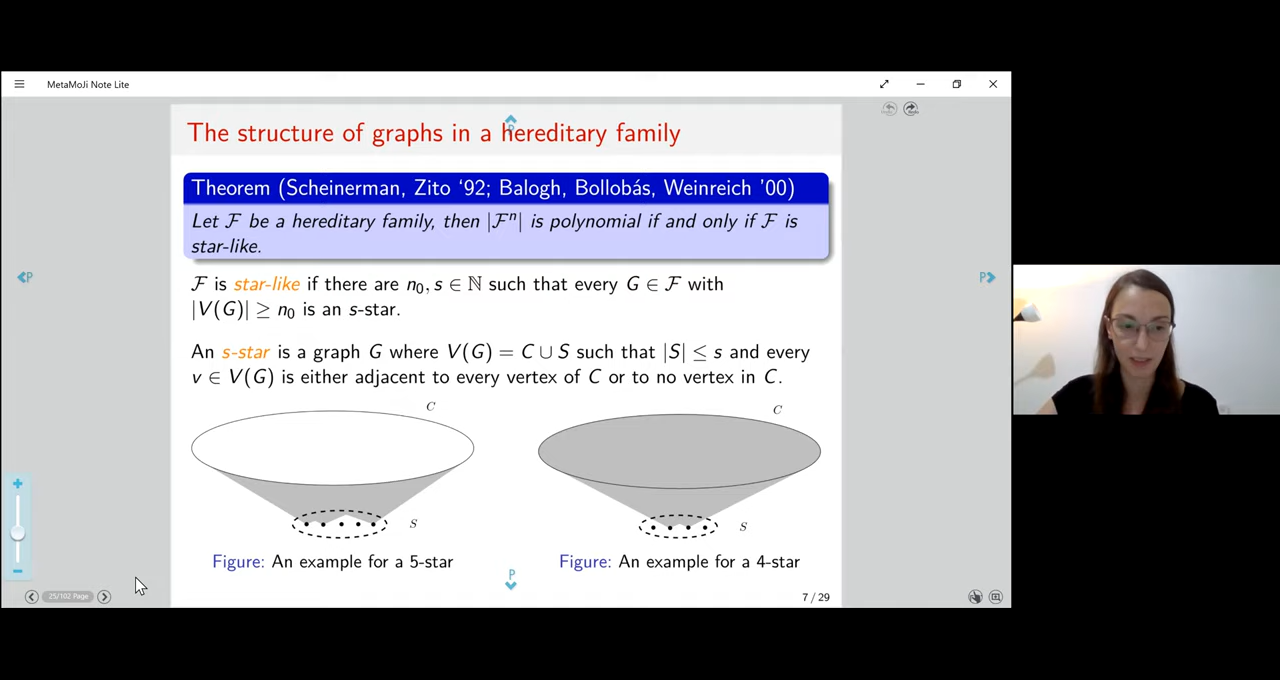 MetaMoJi Note Lite
The structure of graphs in a hereditary family
Theorem (Scheinerman, Zito ‘92; Balogh, Bollobás, Weinreich ’00)
Let F be a hereditary family, then |Fⁿ| is polynomial if and only if F is
star-like.
F is star-like if there are n₀, s ∈ ℕ such that every G ∈ F with
|V(G)| ≥ n₀ is an s-star.
An s-star is a graph G where V(G) = C ∪ S such that |S| ≤ s and every
v ∈ V(G) is either adjacent to every vertex of C or to no vertex in C.
C
C
S
S
Figure: An example for a 5-star
Figure: An example for a 4-star
25/102 Page
7 / 29
P
P
P
P